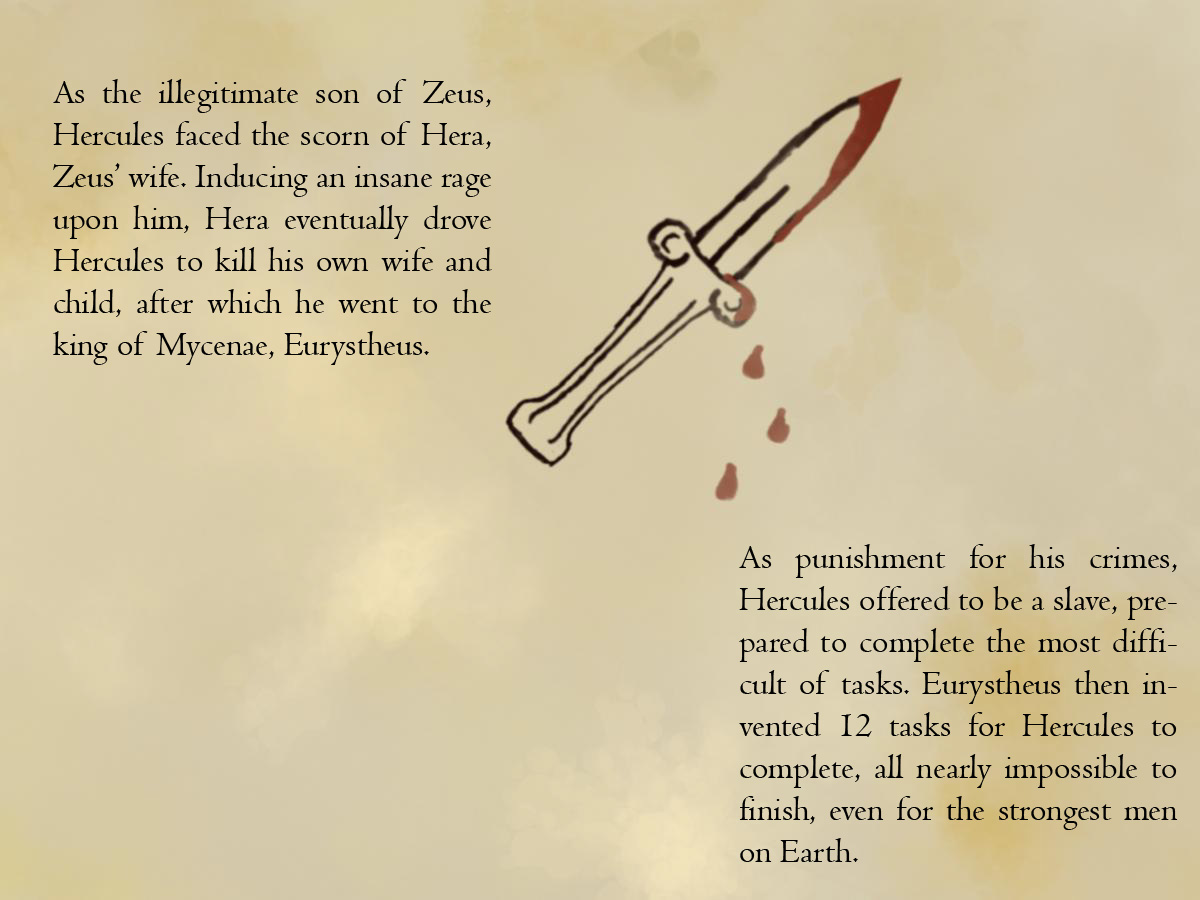 As the illegitimate son of Zeus,
Hercules faced the scorn of Hera,
Zeus’ wife. Inducing an insane rage
upon him, Hera eventually drove
Hercules to kill his own wife and
child, after which he went to the
king of Mycenae, Eurystheus.
As punishment for his crimes,
Hercules offered to be a slave, pre-
pared to complete the most diffi-
cult of tasks. Eurystheus then in-
vented 12 tasks for Hercules to
complete, all nearly impossible to
finish, even for the strongest men
on Earth.